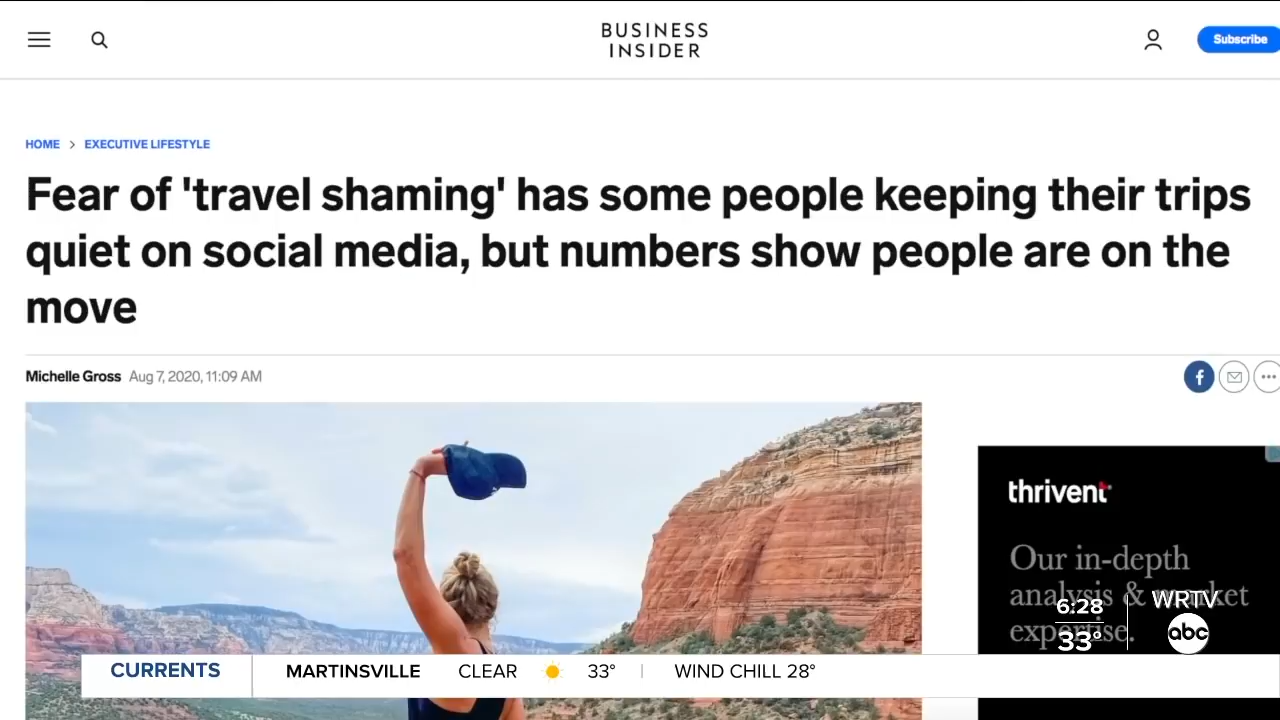 BUSINESS
INSIDER
Subscribe
HOME > EXECUTIVE LIFESTYLE
Fear of 'travel shaming' has some people keeping their trips
quiet on social media, but numbers show people are on the
move
Michelle Gross Aug 7, 2020, 11:09 AM
thrivent
Our in-depth
analysis & market
expertise.
6:28
33°
WRTV
abc
CURRENTS MARTINSVILLE CLEAR 33° WIND CHILL 28°